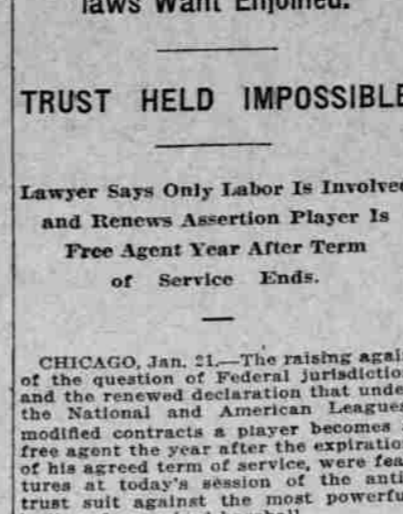 laws Want Enjoined.
TRUST HELD IMPOSSIBLE
Lawyer Says Only Labor Is Involved
and Renews Assertion Player Is
Free Agent Year After Term
of Service Ends.
CHICAGO, Jan. 21.—The raising agai
of the question of Federal jurisdictio
and the renewed declaration that unde
the National and American Leagues
modified contracts a player becomes a
free agent the year after the expiration
of his agreed term of service, were fea
tures at today's session of the anti
trust suit against the most powerfu